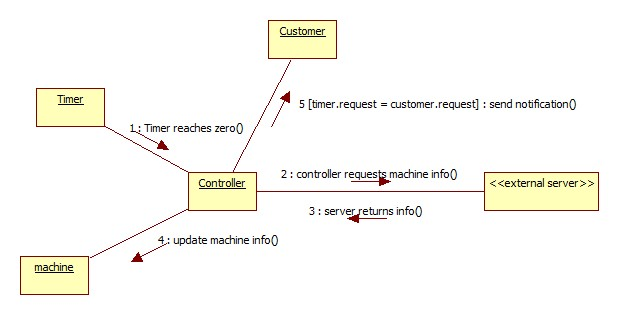 Customer
Timer
5 [timer.request = customer.request] : send notification()
1 : Timer reaches zero()
Controller
2 : controller requests machine info()
<<external server>>
3 : server returns info()
4 : update machine info()
machine